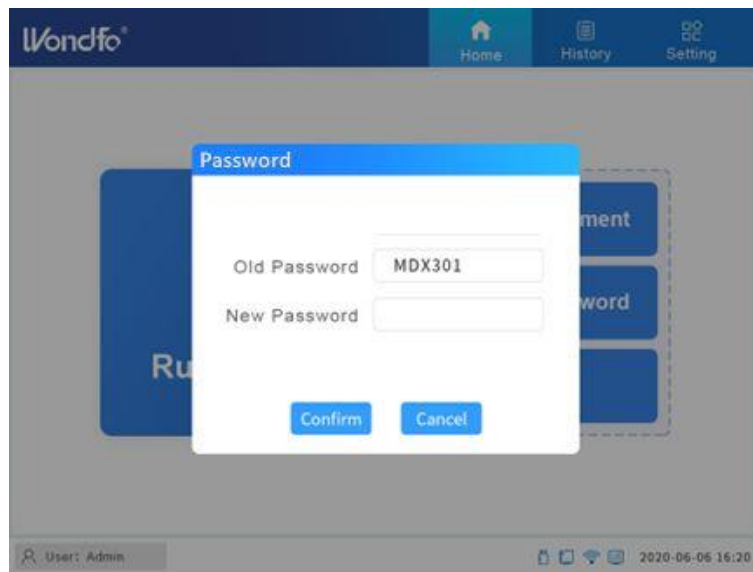 Wondfo®
Home
History
Setting
Password
ment
Old Password
MDX301
New Password
word
Ru
Confirm
Cancel
User: Admin
2020-06-06 16:20